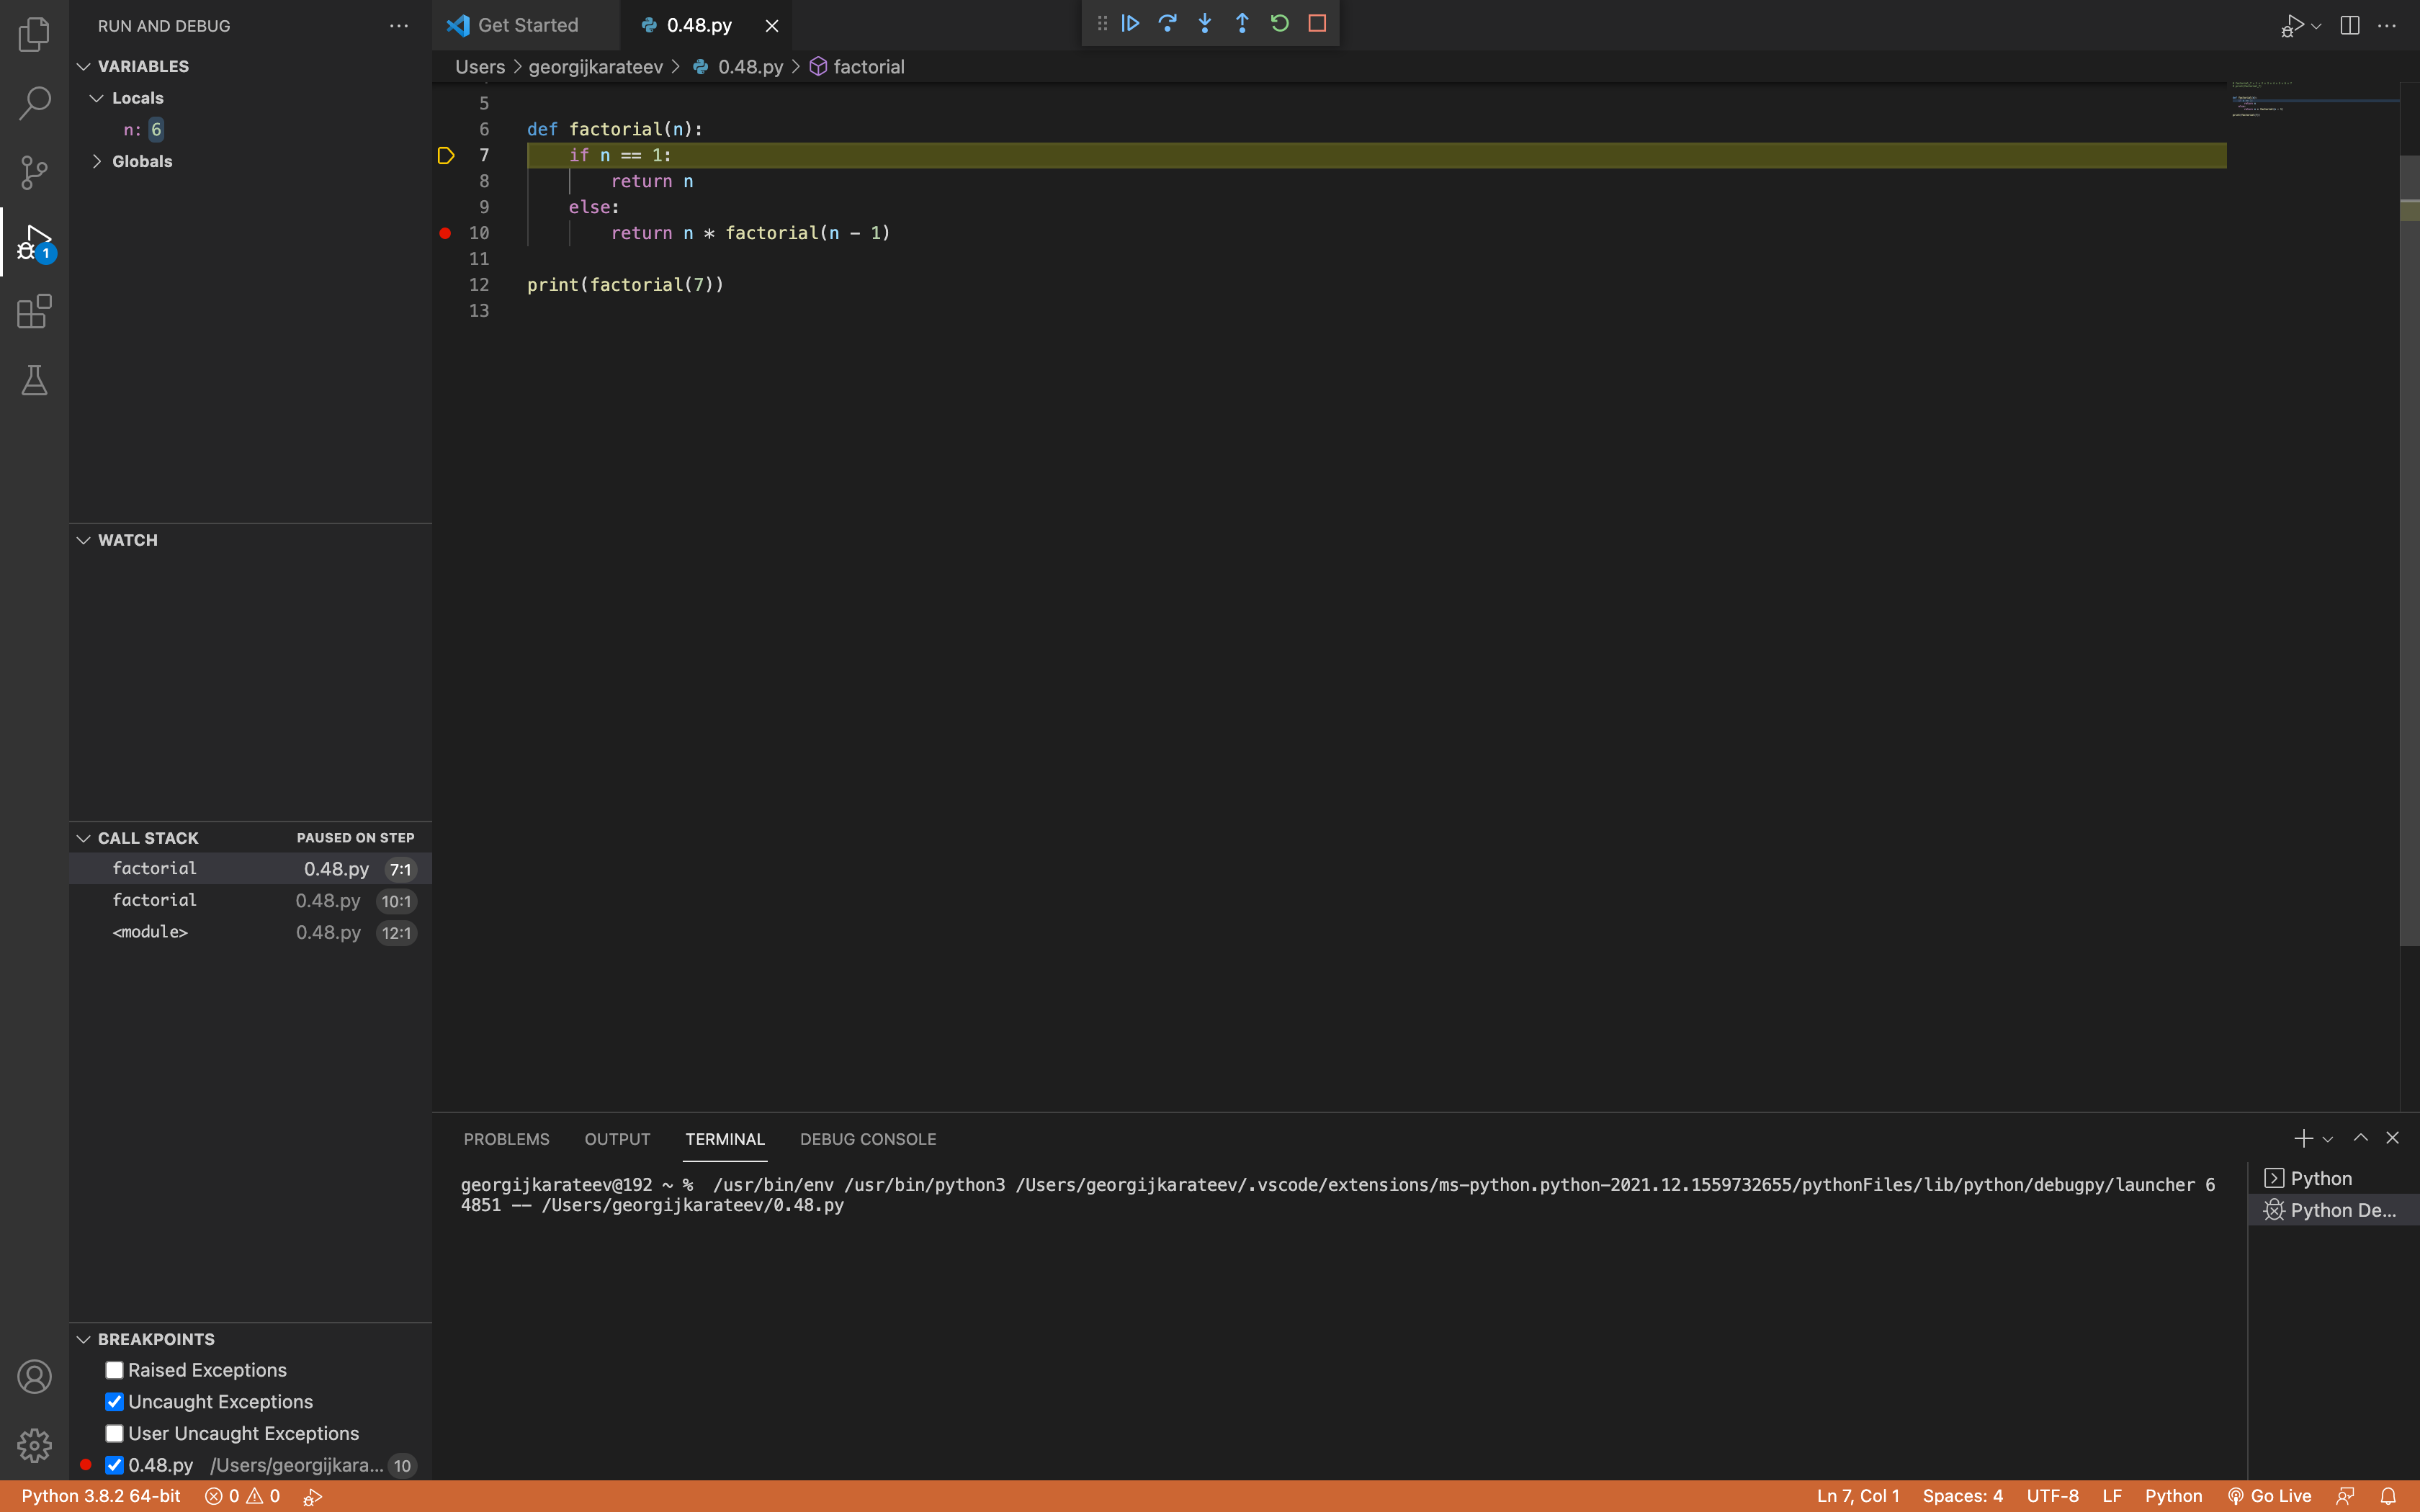 RUN AND DEBUG
VARIABLES
Locals
n: 6
Globals
WATCH
CALL STACK PAUSED ON STEP
factorial 0.48.py 7:1
factorial 0.48.py 10:1
<module> 0.48.py 12:1
BREAKPOINTS
Raised Exceptions
Uncaught Exceptions
User Uncaught Exceptions
0.48.py /Users/georgijkara... 10
1
Get Started 0.48.py
Users > georgijkarateev > 0.48.py > factorial
5
6 def factorial(n):
7 if n == 1:
8 return n
9 else:
10 return n * factorial(n - 1)
11
12 print(factorial(7))
13
PROBLEMS OUTPUT TERMINAL DEBUG CONSOLE
georgijkarateev@192 ~ % /usr/bin/env /usr/bin/python3 /Users/georgijkarateev/.vscode/extensions/ms-python.python-2021.12.1559732655/pythonFiles/lib/python/debugpy/launcher 6
4851 -- /Users/georgijkarateev/0.48.py
Python
Python De...
Python 3.8.2 64-bit 0 0 Ln 7, Col 1 Spaces: 4 UTF-8 LF Python Go Live